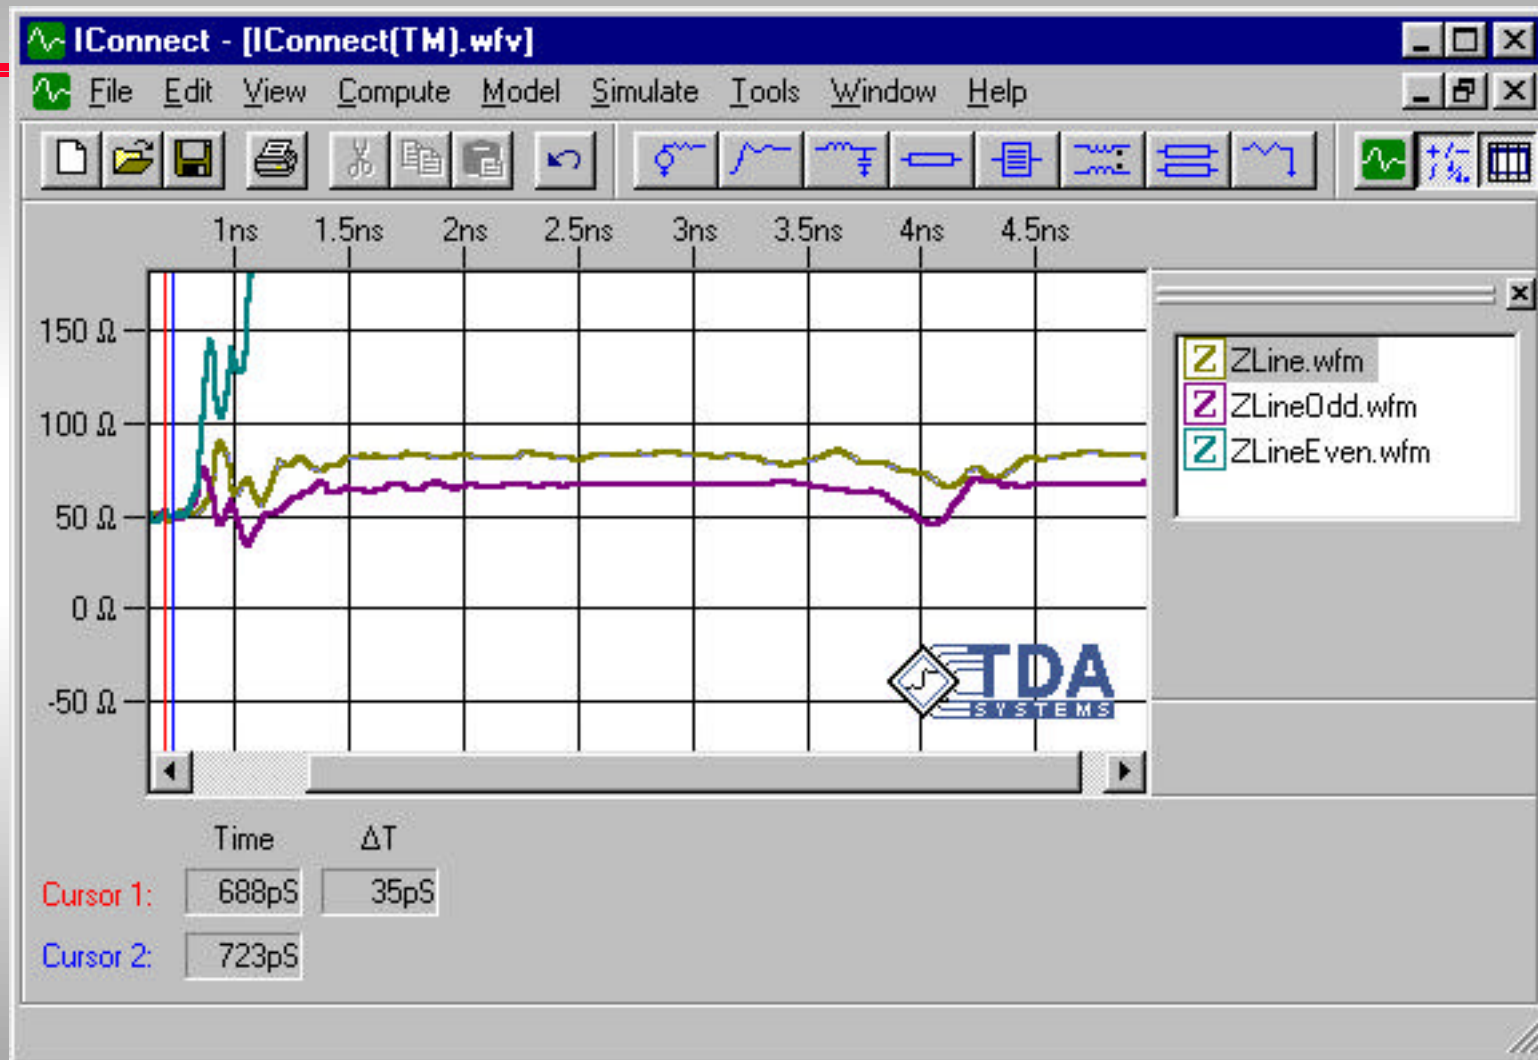 IConnect - [IConnect(TM).wfv]
File Edit View Compute Model Simulate Tools Window Help
1ns 1.5ns 2ns 2.5ns 3ns 3.5ns 4ns 4.5ns
150 Ω
100 Ω
50 Ω
0 Ω
-50 Ω
Z ZLine.wfm
Z ZLineOdd.wfm
Z ZLineEven.wfm
TDA
SYSTEMS
Time ΔT
Cursor 1: 688pS 35pS
Cursor 2: 723pS